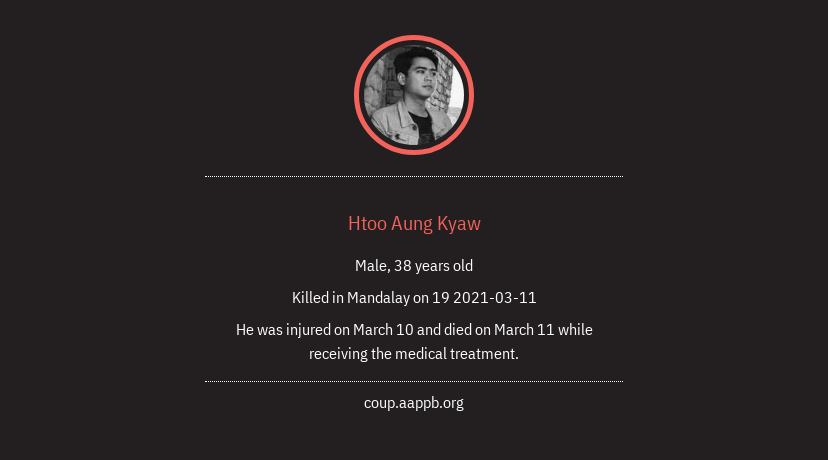 Htoo Aung Kyaw
Male, 38 years old
Killed in Mandalay on 19 2021-03-11
He was injured on March 10 and died on March 11 while
receiving the medical treatment.
coup.aappb.org